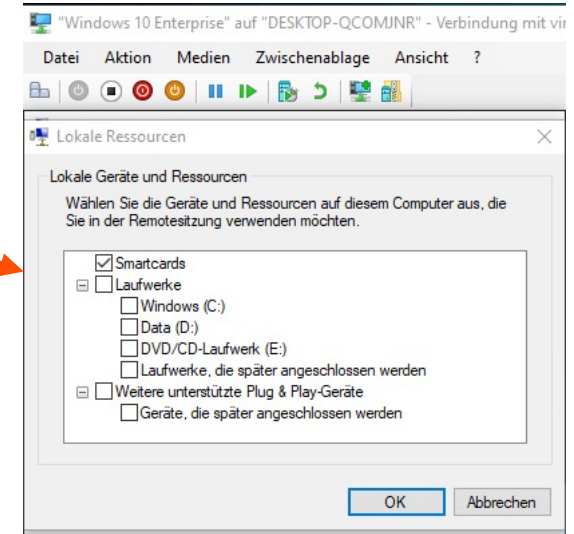 "Windows 10 Enterprise" auf "DESKTOP-QCOMJNR" - Verbindung mit vir
Datei Aktion Medien Zwischenablage Ansicht ?
Lokale Ressourcen
Lokale Geräte und Ressourcen
Wählen Sie die Geräte und Ressourcen auf diesem Computer aus, die
Sie in der Remotesitzung verwenden möchten.
Smartcards
Laufwerke
Windows (C:)
Data (D:)
DVD/CD-Laufwerk (E:)
Laufwerke, die später angeschlossen werden
Weitere unterstützte Plug & Play-Geräte
Geräte, die später angeschlossen werden
OK Abbrechen